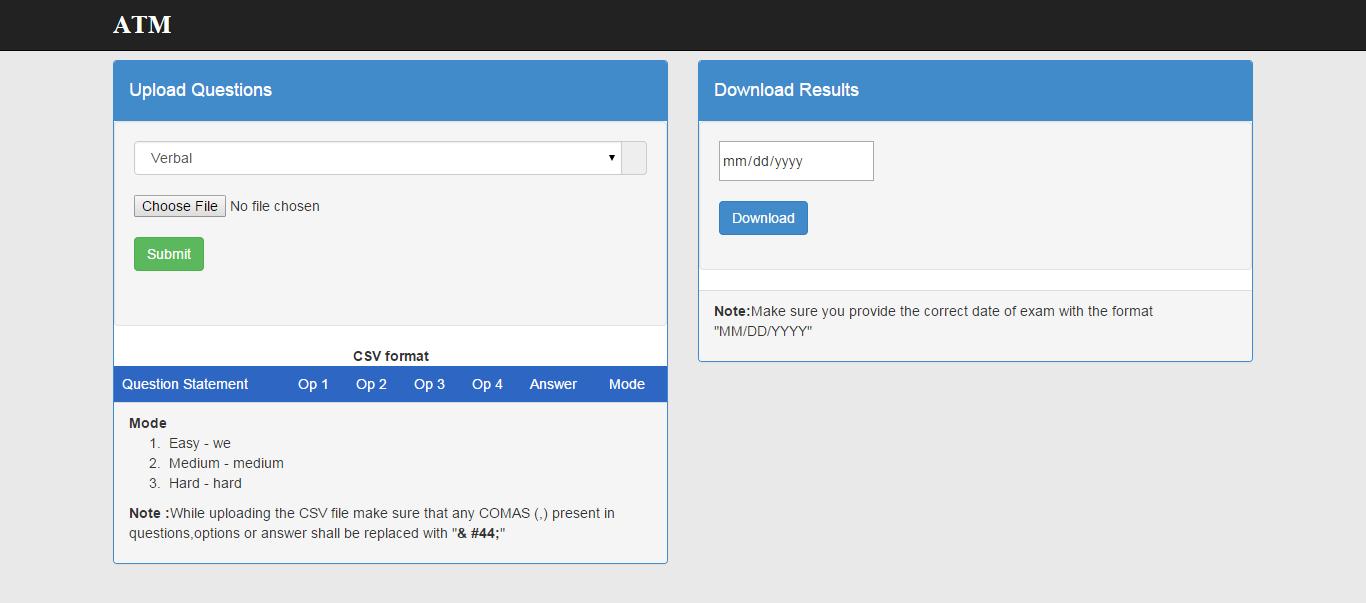 ATM
Upload Questions
Verbal
Choose File No file chosen
Submit
CSV format
Question Statement Op 1 Op 2 Op 3 Op 4 Answer Mode
Mode
1. Easy - we
2. Medium - medium
3. Hard - hard
Note :While uploading the CSV file make sure that any COMAS (,) present in
questions,options or answer shall be replaced with "& #44;"
Download Results
mm/dd/yyyy
Download
Note:Make sure you provide the correct date of exam with the format
"MM/DD/YYYY"